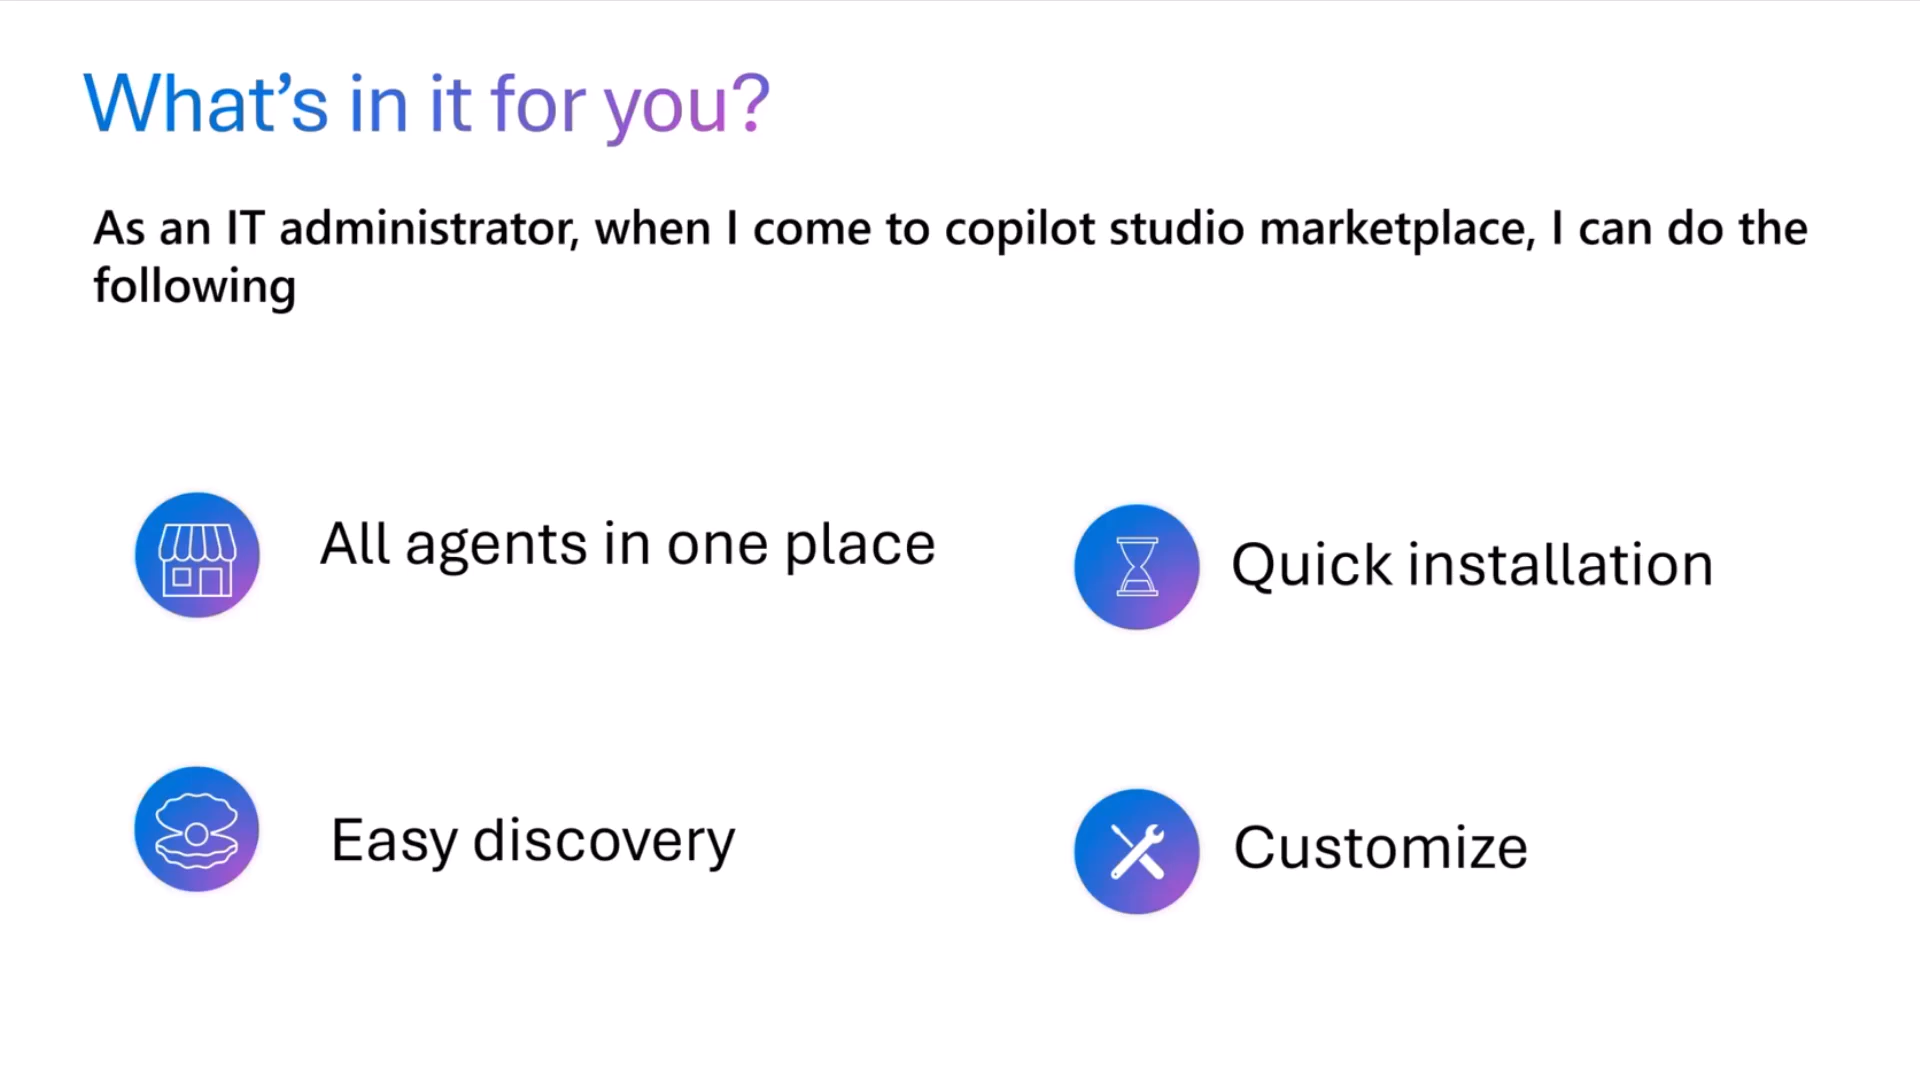 What’s in it for you?
As an IT administrator, when I come to copilot studio marketplace, I can do the
following
All agents in one place
Quick installation
Easy discovery
Customize